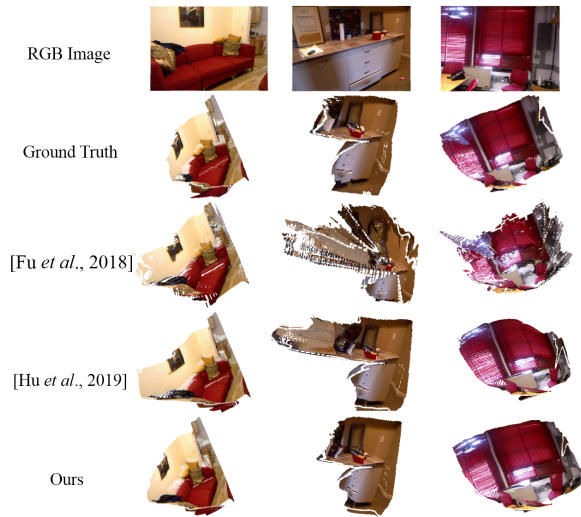 RGB Image
Ground Truth
[Fu et al., 2018]
[Hu et al., 2019]
Ours